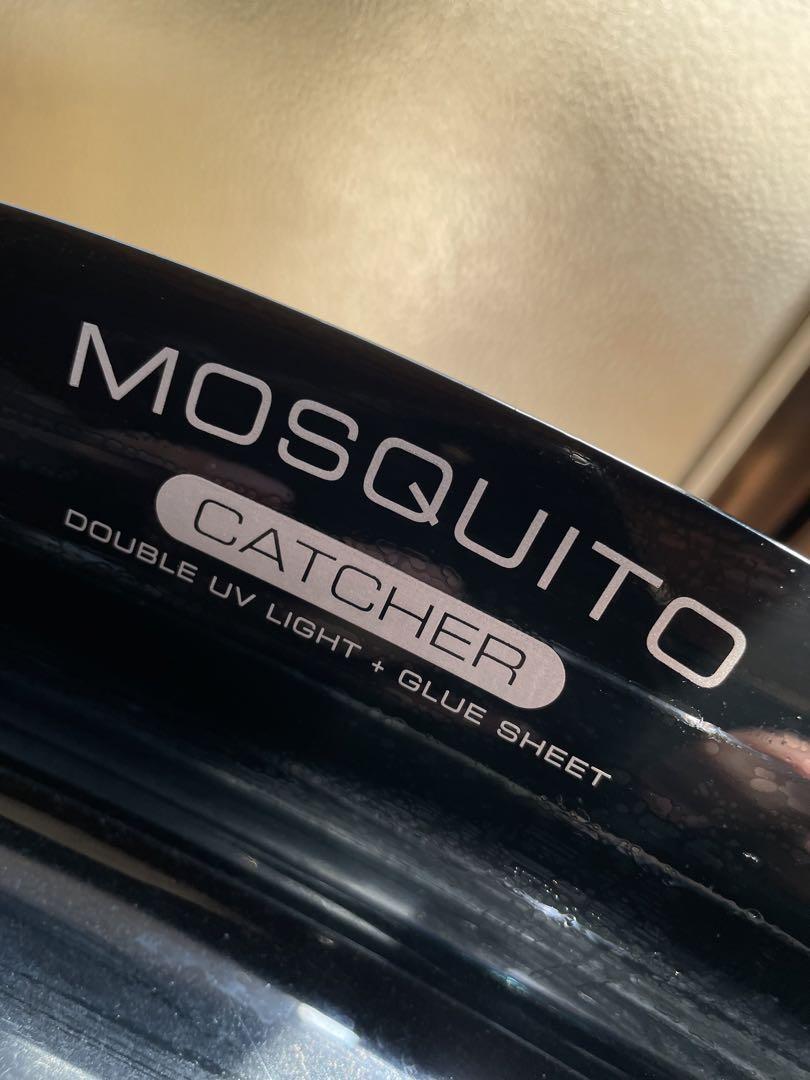 MOSQUITO
CATCHER
DOUBLE UV LIGHT + GLUE SHEET